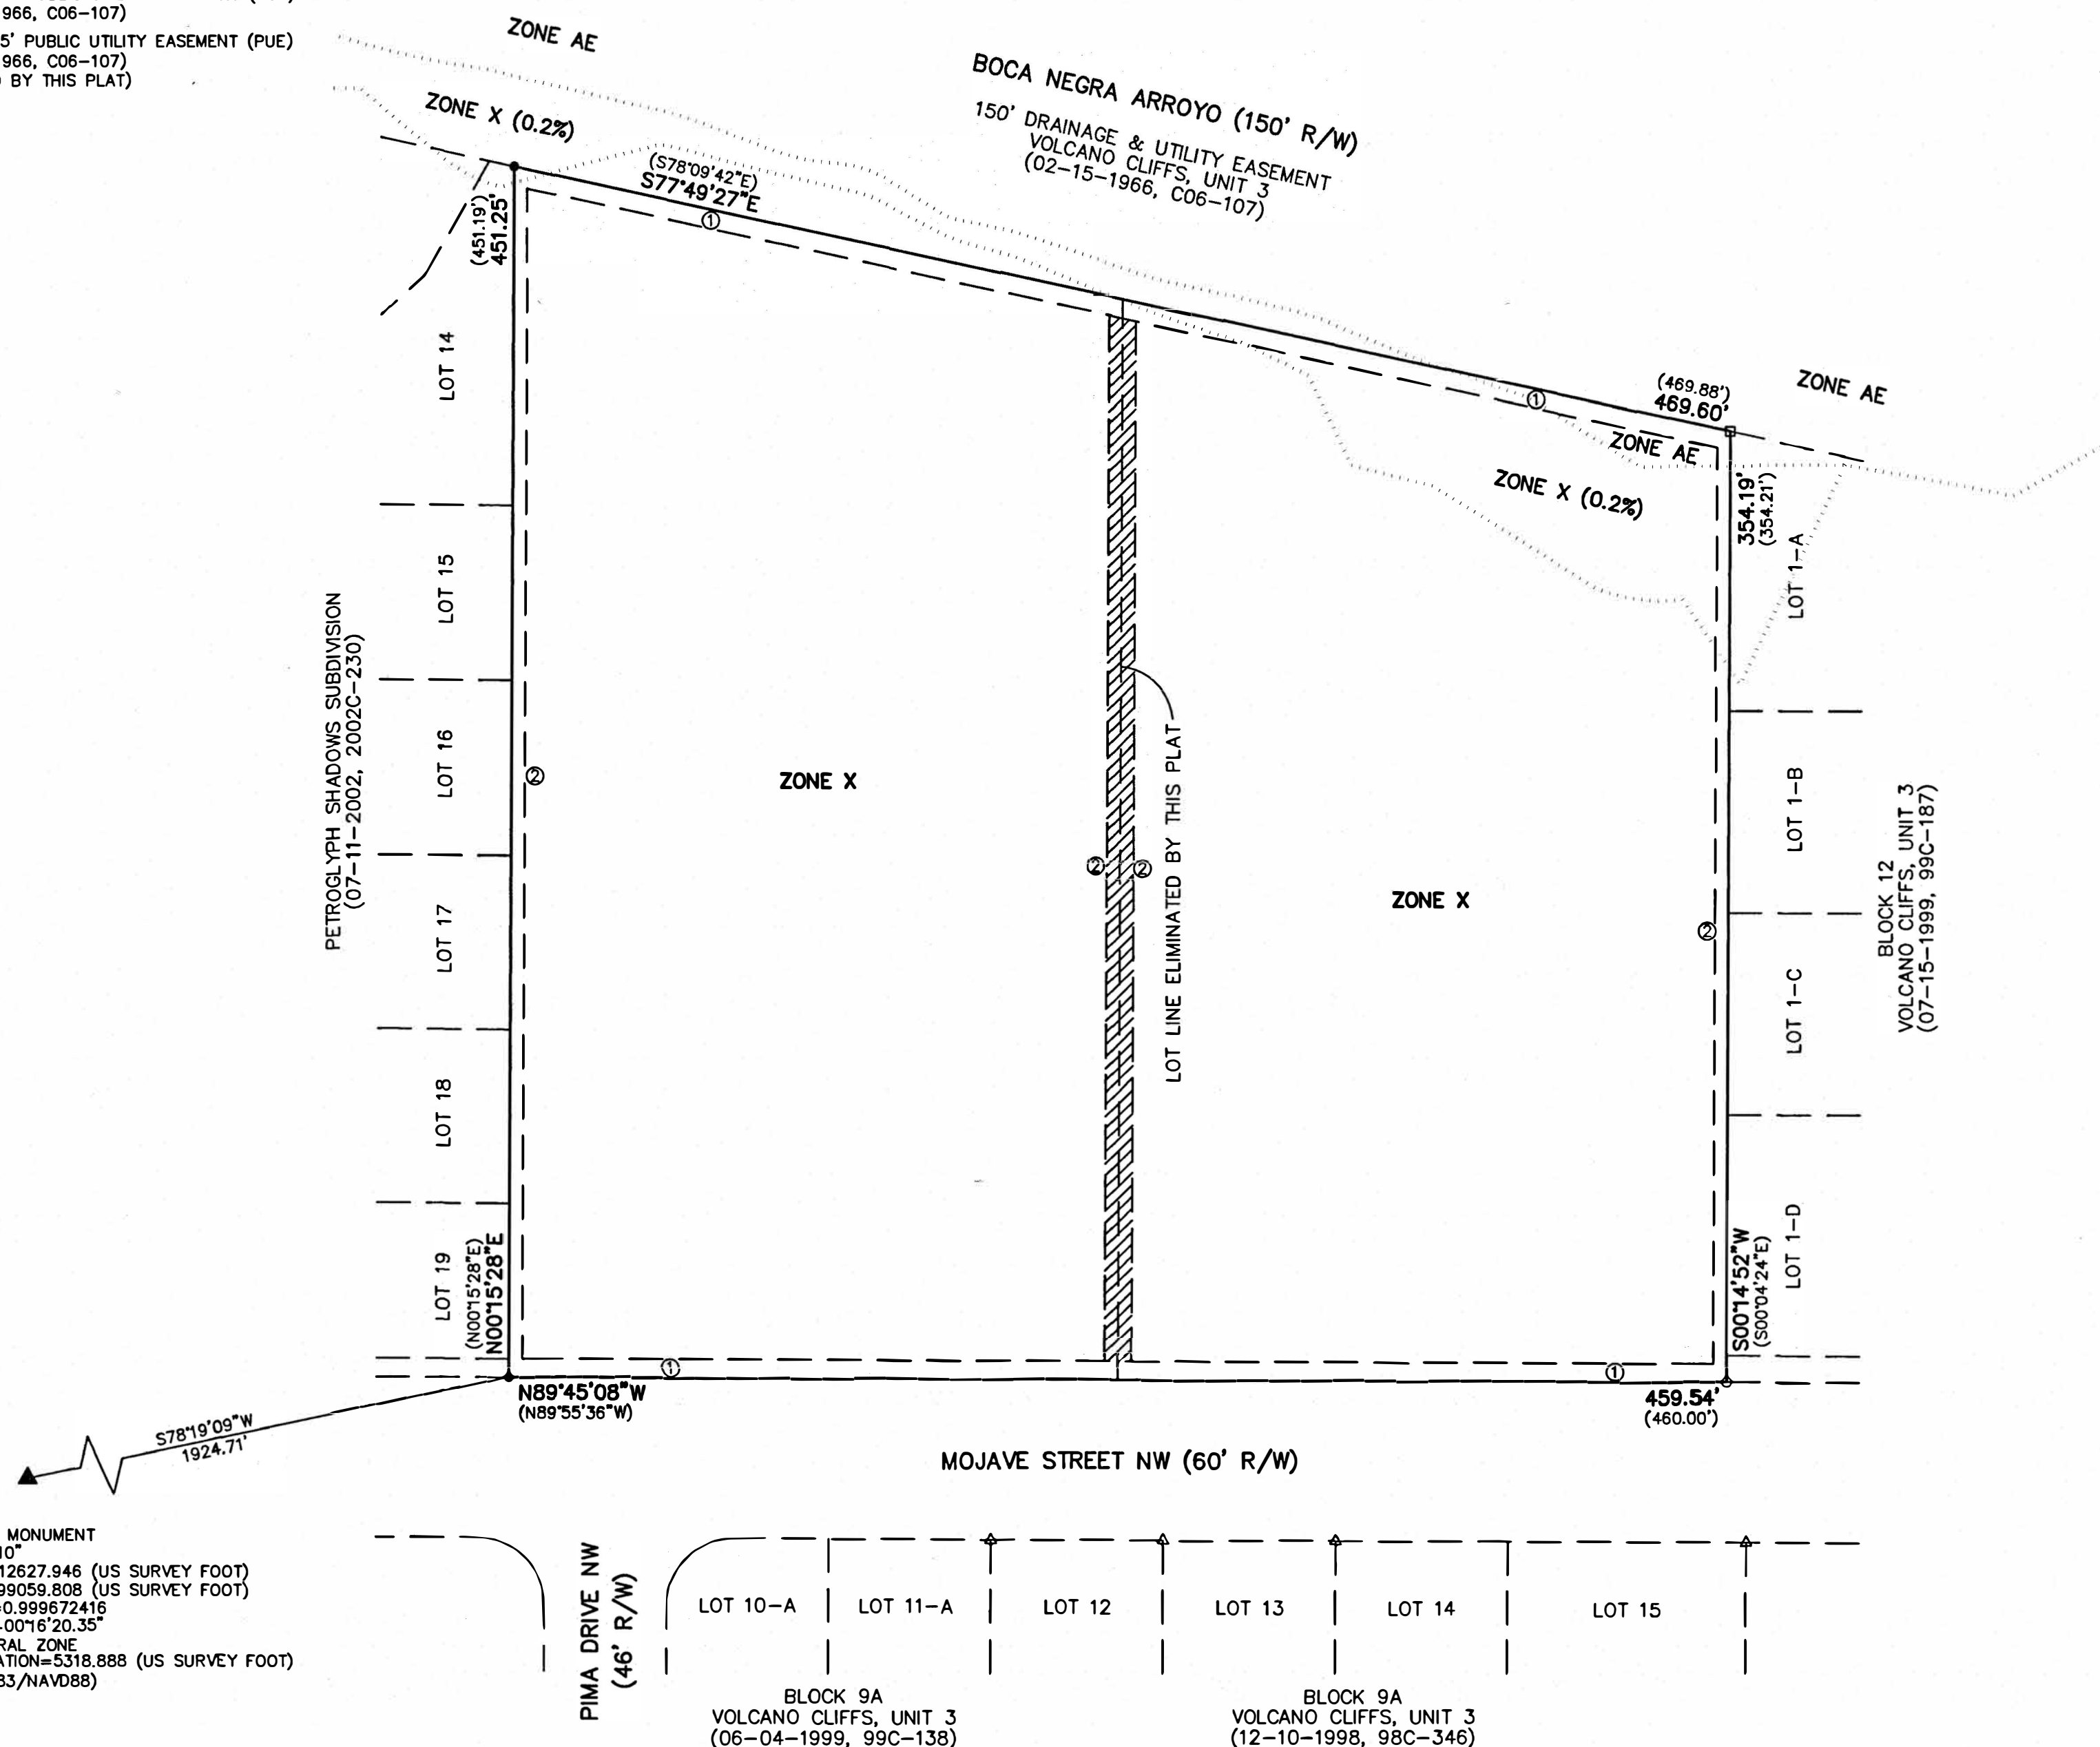 966, C06-107)
5' PUBLIC UTILITY EASEMENT (PUE)
966, C06-107)
BY THIS PLAT)
ZONE AE
ZONE X (0.2%)
BOCA NEGRA ARROYO (150' R/W)
150' DRAINAGE & UTILITY EASEMENT
VOLCANO CLIFFS, UNIT 3
(02-15-1966, C06-107)
(S78°09'42"E)
S77°49'27"E
1
(451.19')
451.25'
1
(469.88')
469.60'
ZONE AE
ZONE AE
ZONE X (0.2%)
354.19'
(354.21')
LOT 14
LOT 15
LOT 16
LOT 17
LOT 18
LOT 19
PETROGLYPH SHADOWS SUBDIVISION
(07-11-2002, 2002C-230)
2
ZONE X
2
2
LOT LINE ELIMINATED BY THIS PLAT
ZONE X
2
LOT 1-A
LOT 1-B
LOT 1-C
LOT 1-D
BLOCK 12
VOLCANO CLIFFS, UNIT 3
(07-15-1999, 99C-187)
(N00°15'28"E)
N00°15'28"E
S00°14'52"W
(S00°04'24"E)
1
1
N89°45'08"W
(N89°55'36"W)
459.54'
(460.00')
S78°19'09"W
1924.71'
MOJAVE STREET NW (60' R/W)
MONUMENT
10"
12627.946 (US SURVEY FOOT)
99059.808 (US SURVEY FOOT)
=0.999672416
-00°16'20.35"
RAL ZONE
ATION=5318.888 (US SURVEY FOOT)
83/NAVD88)
PIMA DRIVE NW
(46' R/W)
LOT 10-A
LOT 11-A
LOT 12
LOT 13
LOT 14
LOT 15
BLOCK 9A
VOLCANO CLIFFS, UNIT 3
(06-04-1999, 99C-138)
BLOCK 9A
VOLCANO CLIFFS, UNIT 3
(12-10-1998, 98C-346)